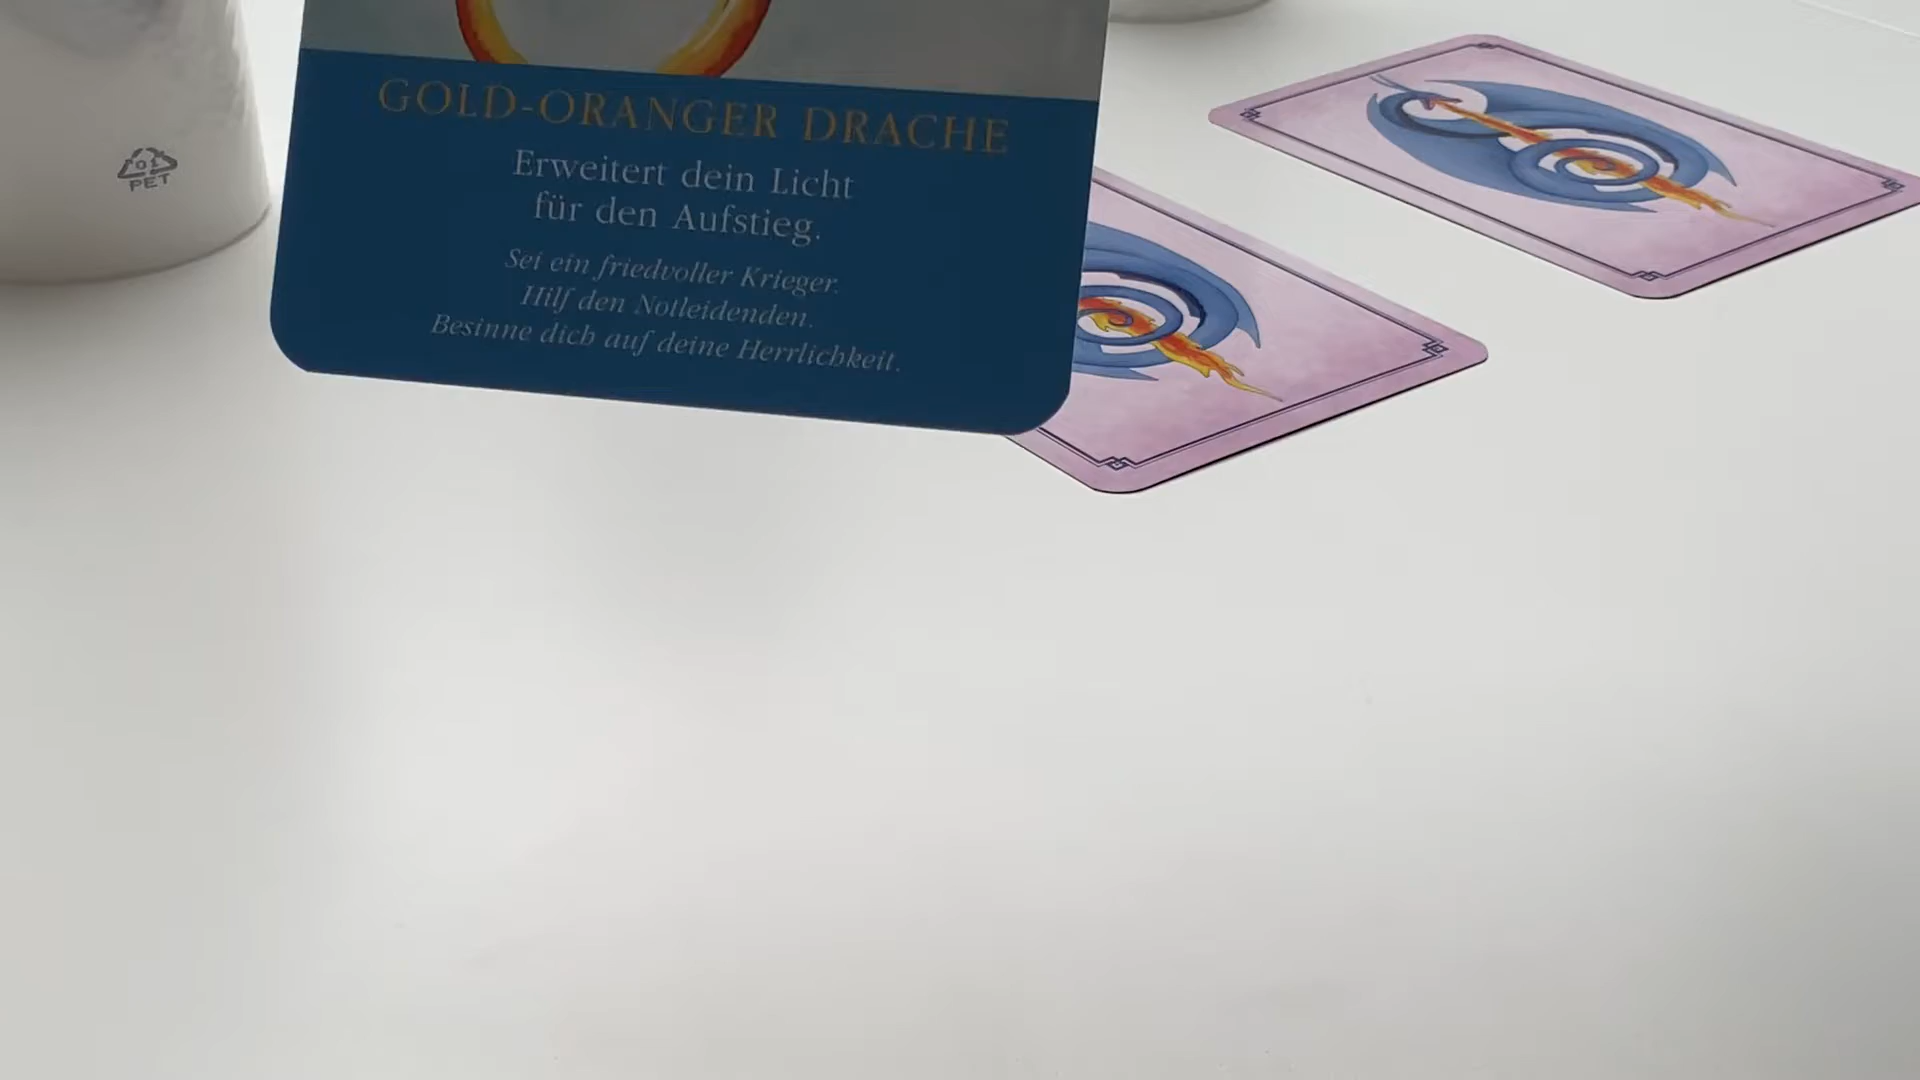 GOLD-ORANGER DRACHE
Erweitert dein Licht
für den Aufstieg.
Sei ein friedvoller Krieger.
Hilf den Notleidenden.
Besinne dich auf deine Herrlichkeit.
01
PET